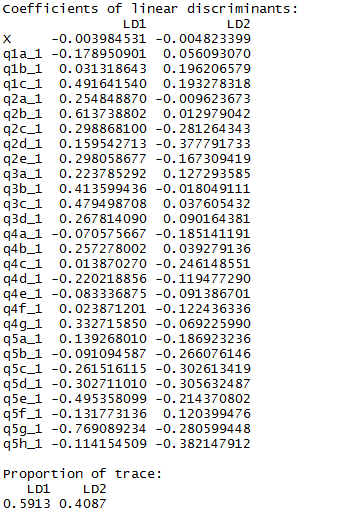 Coefficients of linear discriminants:
LD1 LD2
X -0.003984531 -0.004823399
q1a_1 -0.178950901 0.056093070
q1b_1 0.031318643 0.196206579
q1c_1 0.491641540 0.193278318
q2a_1 0.254848870 -0.009623673
q2b_1 0.613738802 0.012979042
q2c_1 0.298868100 -0.281264343
q2d_1 0.159542713 -0.377791733
q2e_1 0.298058677 -0.167309419
q3a_1 0.223785292 0.127293585
q3b_1 0.413599436 -0.018049111
q3c_1 0.479498708 0.037605432
q3d_1 0.267814090 0.090164381
q4a_1 -0.070575667 -0.185141191
q4b_1 0.257278002 0.039279136
q4c_1 0.013870270 -0.246148551
q4d_1 -0.220218856 -0.119477290
q4e_1 -0.083336875 -0.091386701
q4f_1 0.023871201 -0.122436336
q4g_1 0.332715850 -0.069225990
q5a_1 0.139268010 -0.186923236
q5b_1 -0.091094587 -0.266076146
q5c_1 -0.261516115 -0.302613419
q5d_1 -0.302711010 -0.305632487
q5e_1 -0.495358099 -0.214370802
q5f_1 -0.131773136 0.120399476
q5g_1 -0.769089234 -0.280599448
q5h_1 -0.114154509 -0.382147912
Proportion of trace:
LD1 LD2
0.5913 0.4087